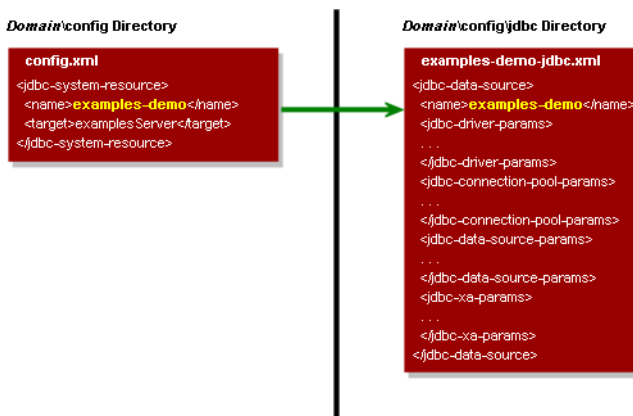 Domain\config Directory
config.xml
<jdbc-system-resource>
<name>examples-demo</name>
<target>examplesServer</target>
</jdbc-system-resource>
Domain\config\jdbc Directory
examples-demo-jdbc.xml
<jdbc-data-source>
<name>examples-demo</name>
<jdbc-driver-params>
. . .
</jdbc-driver-params>
<jdbc-connection-pool-params>
. . .
</jdbc-connection-pool-params>
<jdbc-data-source-params>
. . .
</jdbc-data-source-params>
<jdbc-xa-params>
. . .
</jdbc-xa-params>
</jdbc-data-source>